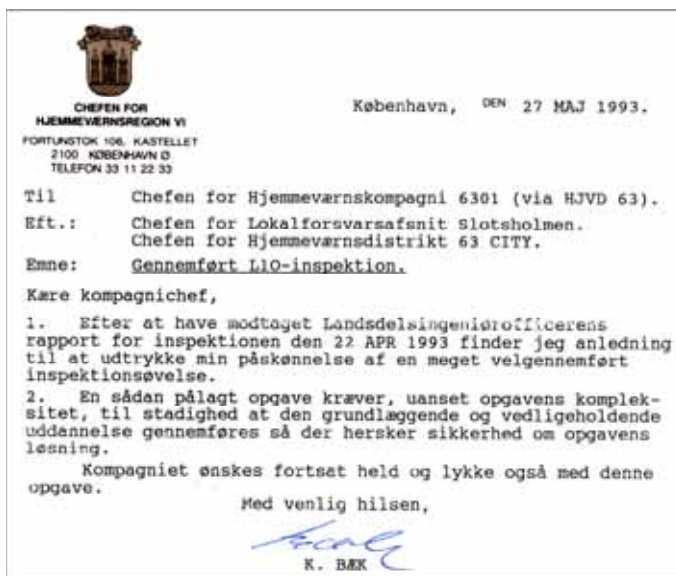 CHEFEN FOR
HJEMMEVÆRNSREGION VI
FORTUNSTOK 106, KASTELLET
2100 KØBENHAVN Ø
TELEFON 33 11 22 33
København, DEN 27 MAJ 1993.
Til Chefen for Hjemmeværnskompagni 6301 (via HJVD 63).
Eft.: Chefen for Lokalforsvarsafsnit Slotsholmen.
Chefen for Hjemmeværnsdistrikt 63 CITY.
Emne: Gennemført LIO-inspektion.
Kære kompagnichef,
1. Efter at have modtaget Landsdelsingeniørofficerens
rapport for inspektionen den 22 APR 1993 finder jeg anledning
til at udtrykke min påskønnelse af en meget velgennemført
inspektionsøvelse.
2. En sådan pålagt opgave kræver, uanset opgavens komplek-
sitet, til stadighed at den grundlæggende og vedligeholdende
uddannelse gennemføres så der hersker sikkerhed om opgavens
løsning.
Kompagniet ønskes fortsat held og lykke også med denne
opgave.
Med venlig hilsen,
K. BÆK